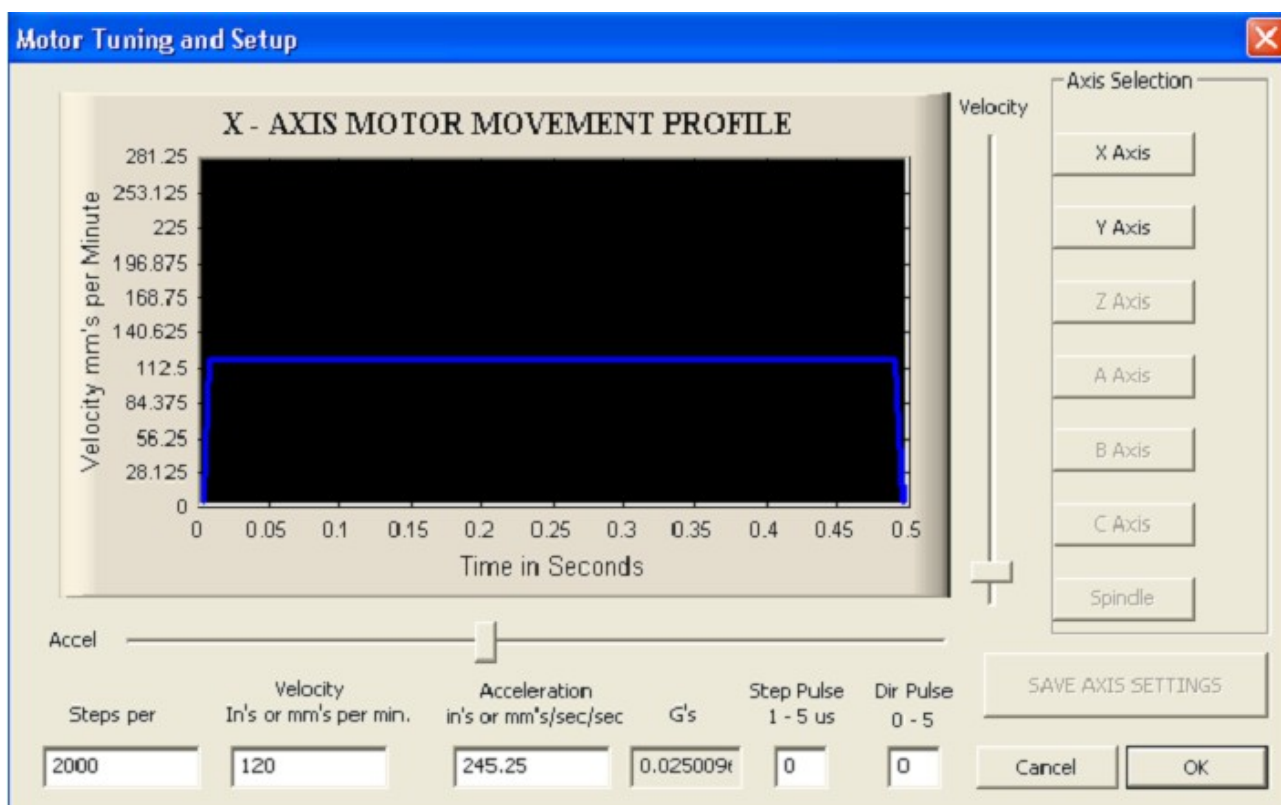 Motor Tuning and Setup
Axis Selection
Velocity
X - AXIS MOTOR MOVEMENT PROFILE
281.25
253.125
225
196.875
168.75
140.625
112.5
84.375
56.25
28.125
0
Velocity mm's per Minute
0 0.05 0.1 0.15 0.2 0.25 0.3 0.35 0.4 0.45 0.5
Time in Seconds
X Axis
Y Axis
Z Axis
A Axis
B Axis
C Axis
Spindle
Accel
SAVE AXIS SETTINGS
Steps per
Velocity
In's or mm's per min.
Acceleration
in's or mm"s/sec/sec
G's
Step Pulse
1 - 5 us
Dir Pulse
0 - 5
2000 120 245.25 0.025009 0 0
Cancel OK